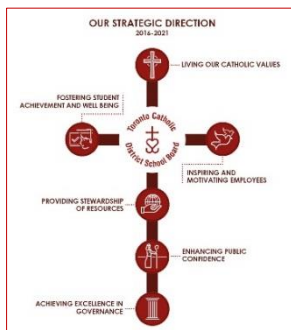 OUR STRATEGIC DIRECTION
2016-2021
LIVING OUR CATHOLIC VALUES
FOSTERING STUDENT
ACHIEVEMENT AND WELL BEING
Toronto Catholic
District School Board
INSPIRING AND
MOTIVATING EMPLOYEES
PROVIDING STEWARDSHIP
OF RESOURCES
ENHANCING PUBLIC
CONFIDENCE
ACHIEVING EXCELLENCE IN
GOVERNANCE